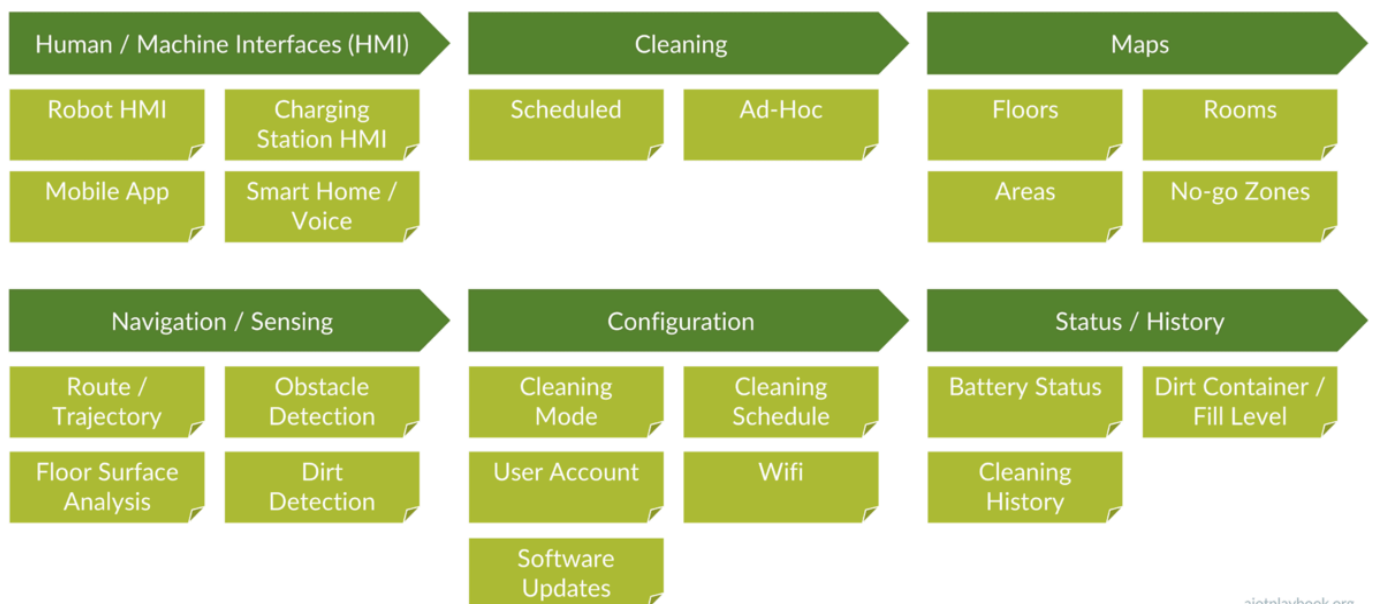 Human / Machine Interfaces (HMI)
Robot HMI
Charging
Station HMI
Mobile App
Smart Home /
Voice
Cleaning
Scheduled
Ad-Hoc
Maps
Floors
Rooms
Areas
No-go Zones
Navigation / Sensing
Route /
Trajectory
Obstacle
Detection
Floor Surface
Analysis
Dirt
Detection
Configuration
Cleaning
Mode
Cleaning
Schedule
User Account
Wifi
Software
Updates
Status / History
Battery Status
Dirt Container /
Fill Level
Cleaning
History
aiotplaybook.org